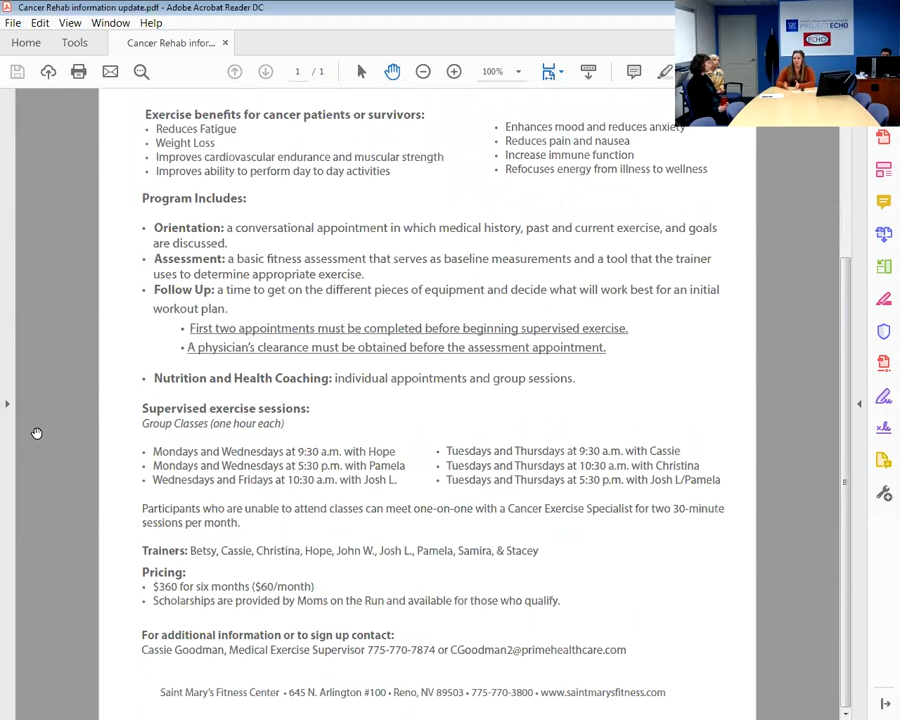 Cancer Rehab information update.pdf - Adobe Acrobat Reader DC
File Edit View Window Help
Home Tools Cancer Rehab infor... ×
1 / 1 100%
PROJECT ECHO
ECHO
Exercise benefits for cancer patients or survivors:
• Reduces Fatigue
• Weight Loss
• Improves cardiovascular endurance and muscular strength
• Improves ability to perform day to day activities
• Enhances mood and reduces anxiety
• Reduces pain and nausea
• Increase immune function
• Refocuses energy from illness to wellness
Program Includes:
• Orientation: a conversational appointment in which medical history, past and current exercise, and goals
are discussed.
• Assessment: a basic fitness assessment that serves as baseline measurements and a tool that the trainer
uses to determine appropriate exercise.
• Follow Up: a time to get on the different pieces of equipment and decide what will work best for an initial
workout plan.
• First two appointments must be completed before beginning supervised exercise.
• A physician's clearance must be obtained before the assessment appointment.
• Nutrition and Health Coaching: individual appointments and group sessions.
Supervised exercise sessions:
Group Classes (one hour each)
• Mondays and Wednesdays at 9:30 a.m. with Hope
• Mondays and Wednesdays at 5:30 p.m. with Pamela
• Wednesdays and Fridays at 10:30 a.m. with Josh L.
• Tuesdays and Thursdays at 9:30 a.m. with Cassie
• Tuesdays and Thursdays at 10:30 a.m. with Christina
• Tuesdays and Thursdays at 5:30 p.m. with Josh L/Pamela
Participants who are unable to attend classes can meet one-on-one with a Cancer Exercise Specialist for two 30-minute
sessions per month.
Trainers: Betsy, Cassie, Christina, Hope, John W., Josh L., Pamela, Samira, & Stacey
Pricing:
• $360 for six months ($60/month)
• Scholarships are provided by Moms on the Run and available for those who qualify.
For additional information or to sign up contact:
Cassie Goodman, Medical Exercise Supervisor 775-770-7874 or CGoodman2@primehealthcare.com
Saint Mary's Fitness Center • 645 N. Arlington #100 • Reno, NV 89503 • 775-770-3800 • www.saintmarysfitness.com